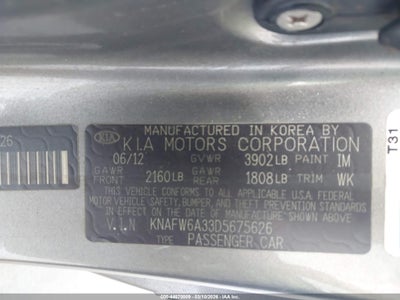 MANUFACTURED IN KOREA BY
KIA
KIA MOTORS CORPORATION
06/12 GVWR 3902LB PAINT IM
GAWR FRONT 2160LB GAWR REAR 1808LB TRIM WK
THIS VEHICLE CONFORMS TO ALL APPLICABLE FEDERAL
MOTOR VEHICLE SAFETY, BUMPER, AND THEFT PREVENTION
STANDARDS IN EFFECT ON THE DATE OF MANUFACTURE SHOWN ABOVE.
V.I.N KNAFW6A33D5675626
TYPE PASSENGER CAR
26
T31